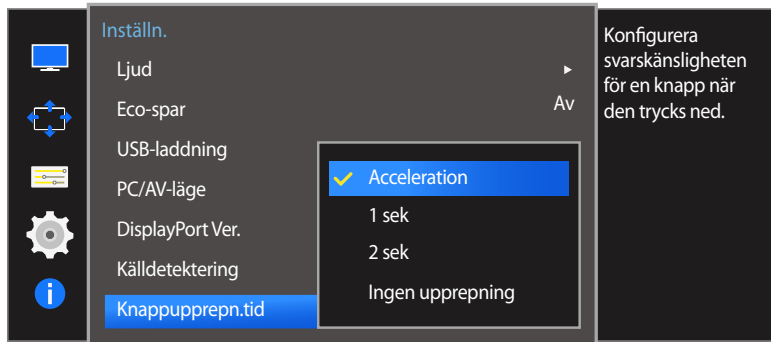 Inställn.
Ljud
Eco-spar
Av
USB-laddning
PC/AV-läge
DisplayPort Ver.
Källdetektering
Knappupprepn.tid
Acceleration
1 sek
2 sek
Ingen upprepning
Konfigurera
svarskänsligheten
för en knapp när
den trycks ned.